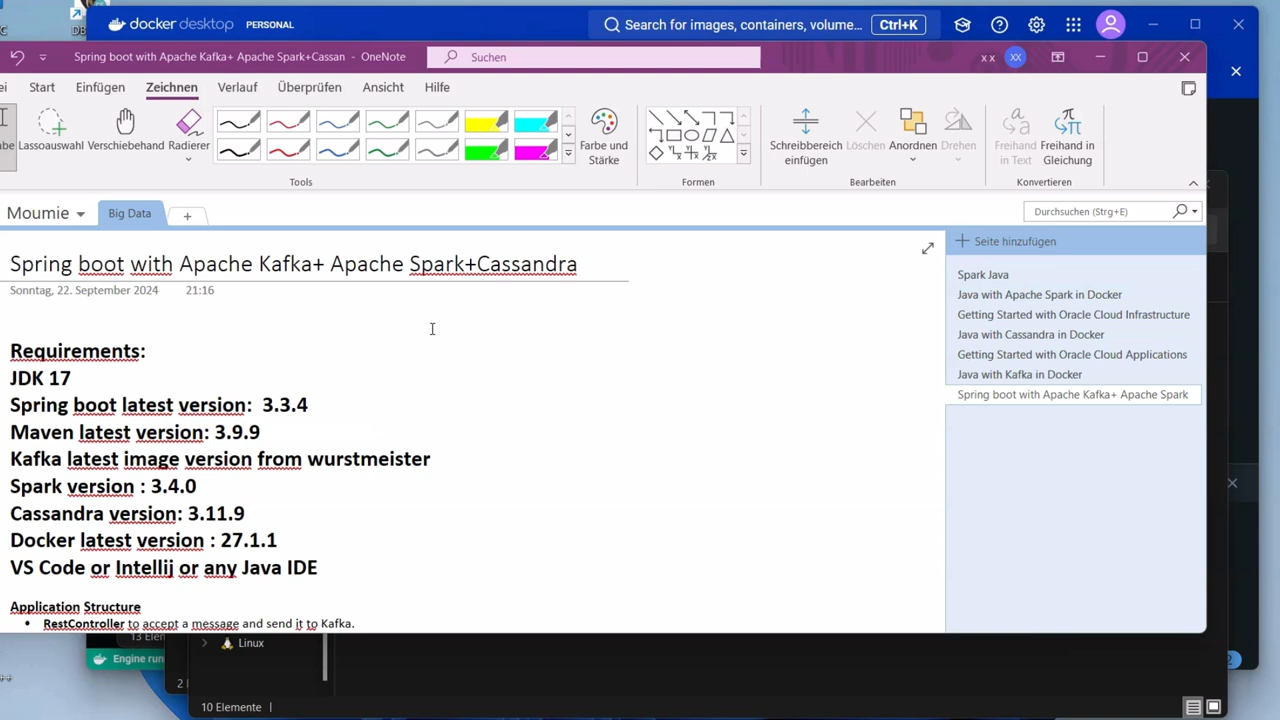 docker desktop PERSONAL
Search for images, containers, volume... Ctrl+K
Spring boot with Apache Kafka+ Apache Spark+Cassan - OneNote
Suchen
x x XX
Start Einfügen Zeichnen Verlauf Überprüfen Ansicht Hilfe
Lassoauswahl Verschiebehand Radierer
Farbe und Stärke
Schreibbereich einfügen Löschen Anordnen Drehen
Freihand in Text Freihand in Gleichung
Tools Formen Bearbeiten Konvertieren
Moumie Big Data
Durchsuchen (Strg+E)
Spring boot with Apache Kafka+ Apache Spark+Cassandra
Sonntag, 22. September 2024 21:16
Requirements:
JDK 17
Spring boot latest version: 3.3.4
Maven latest version: 3.9.9
Kafka latest image version from wurstmeister
Spark version : 3.4.0
Cassandra version: 3.11.9
Docker latest version : 27.1.1
VS Code or Intellij or any Java IDE
Application Structure
• RestController to accept a message and send it to Kafka.
Seite hinzufügen
Spark Java
Java with Apache Spark in Docker
Getting Started with Oracle Cloud Infrastructure
Java with Cassandra in Docker
Getting Started with Oracle Cloud Applications
Java with Kafka in Docker
Spring boot with Apache Kafka+ Apache Spark
Linux
Engine run
10 Elemente